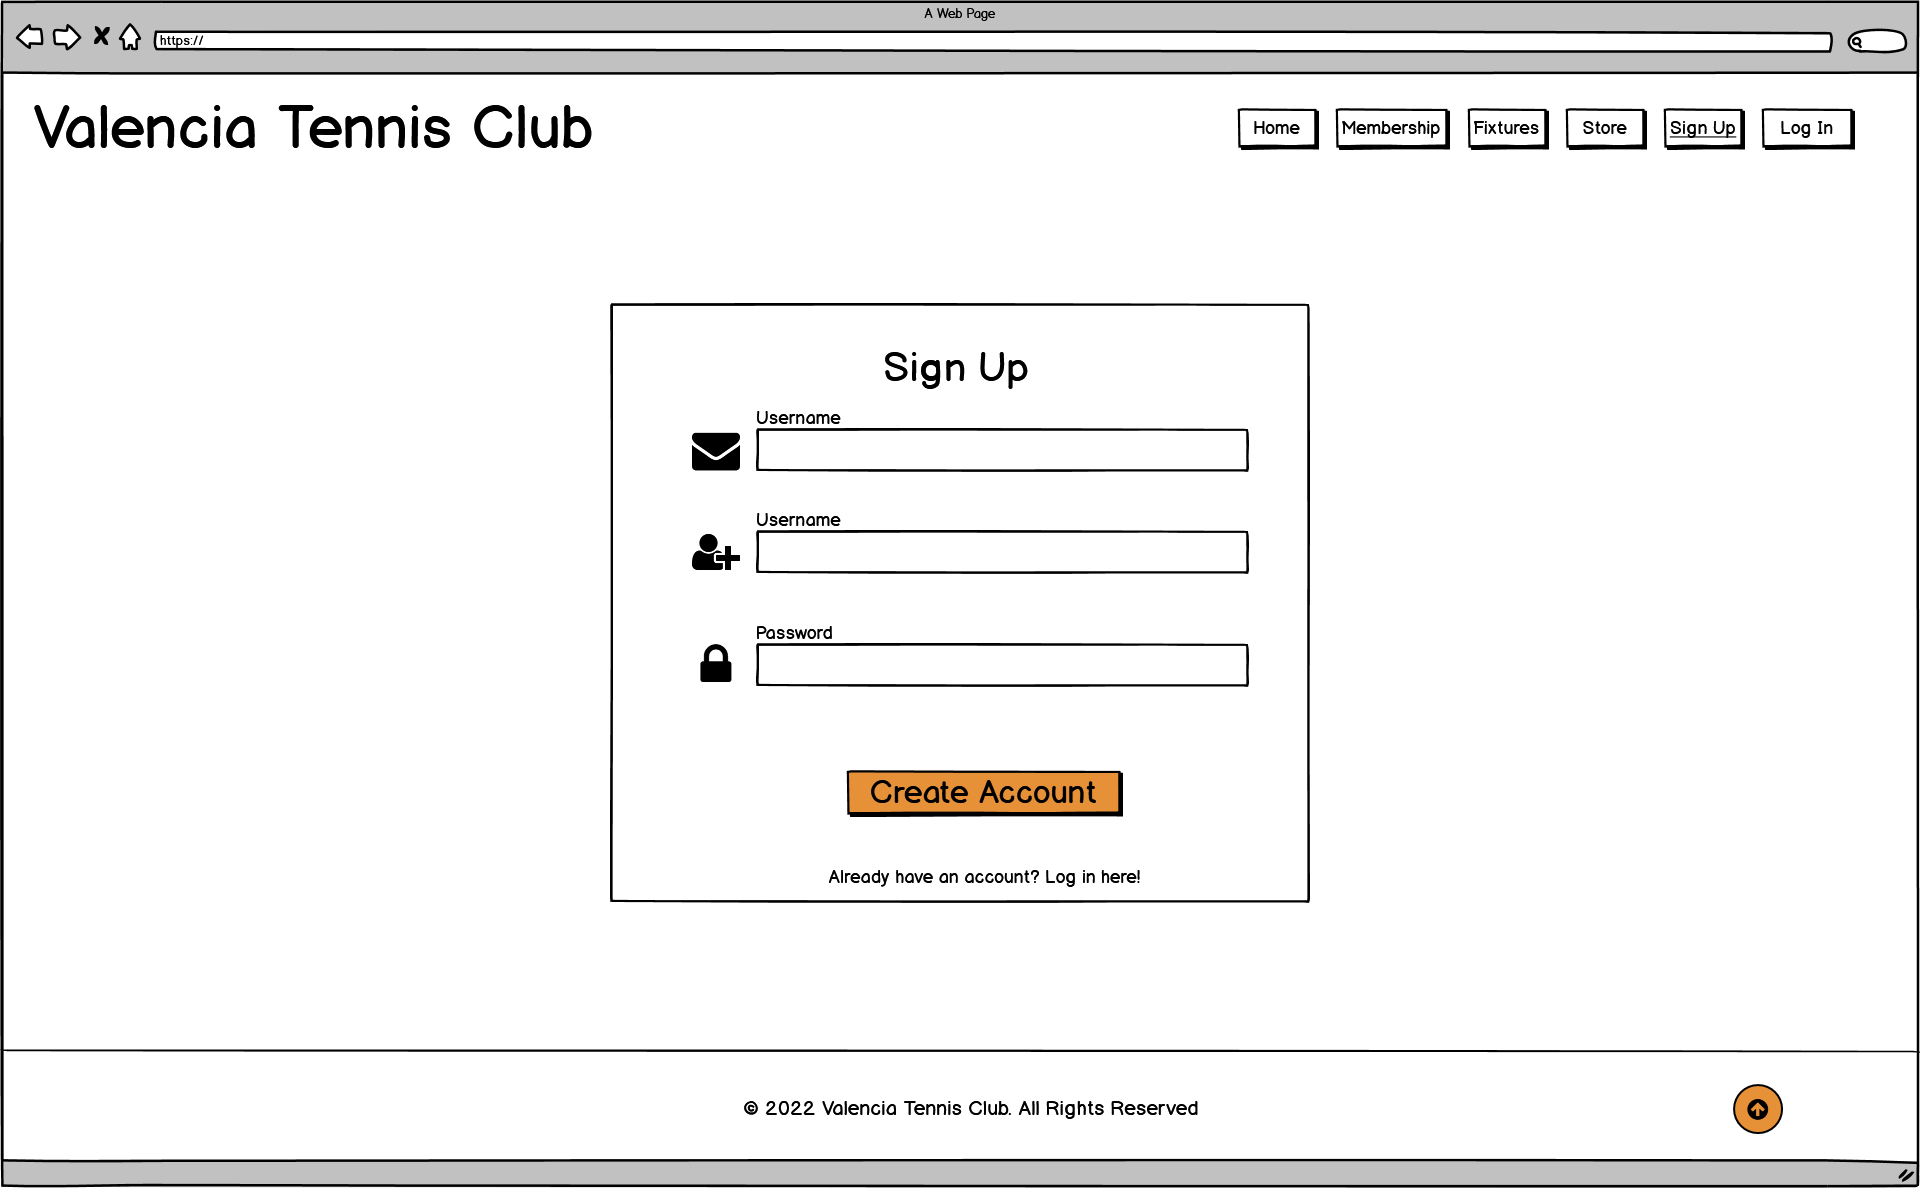 A Web Page
https://
Valencia Tennis Club
Home Membership Fixtures Store Sign Up Log In
Sign Up
Username
Username
Password
Create Account
Already have an account? Log in here!
© 2022 Valencia Tennis Club. All Rights Reserved